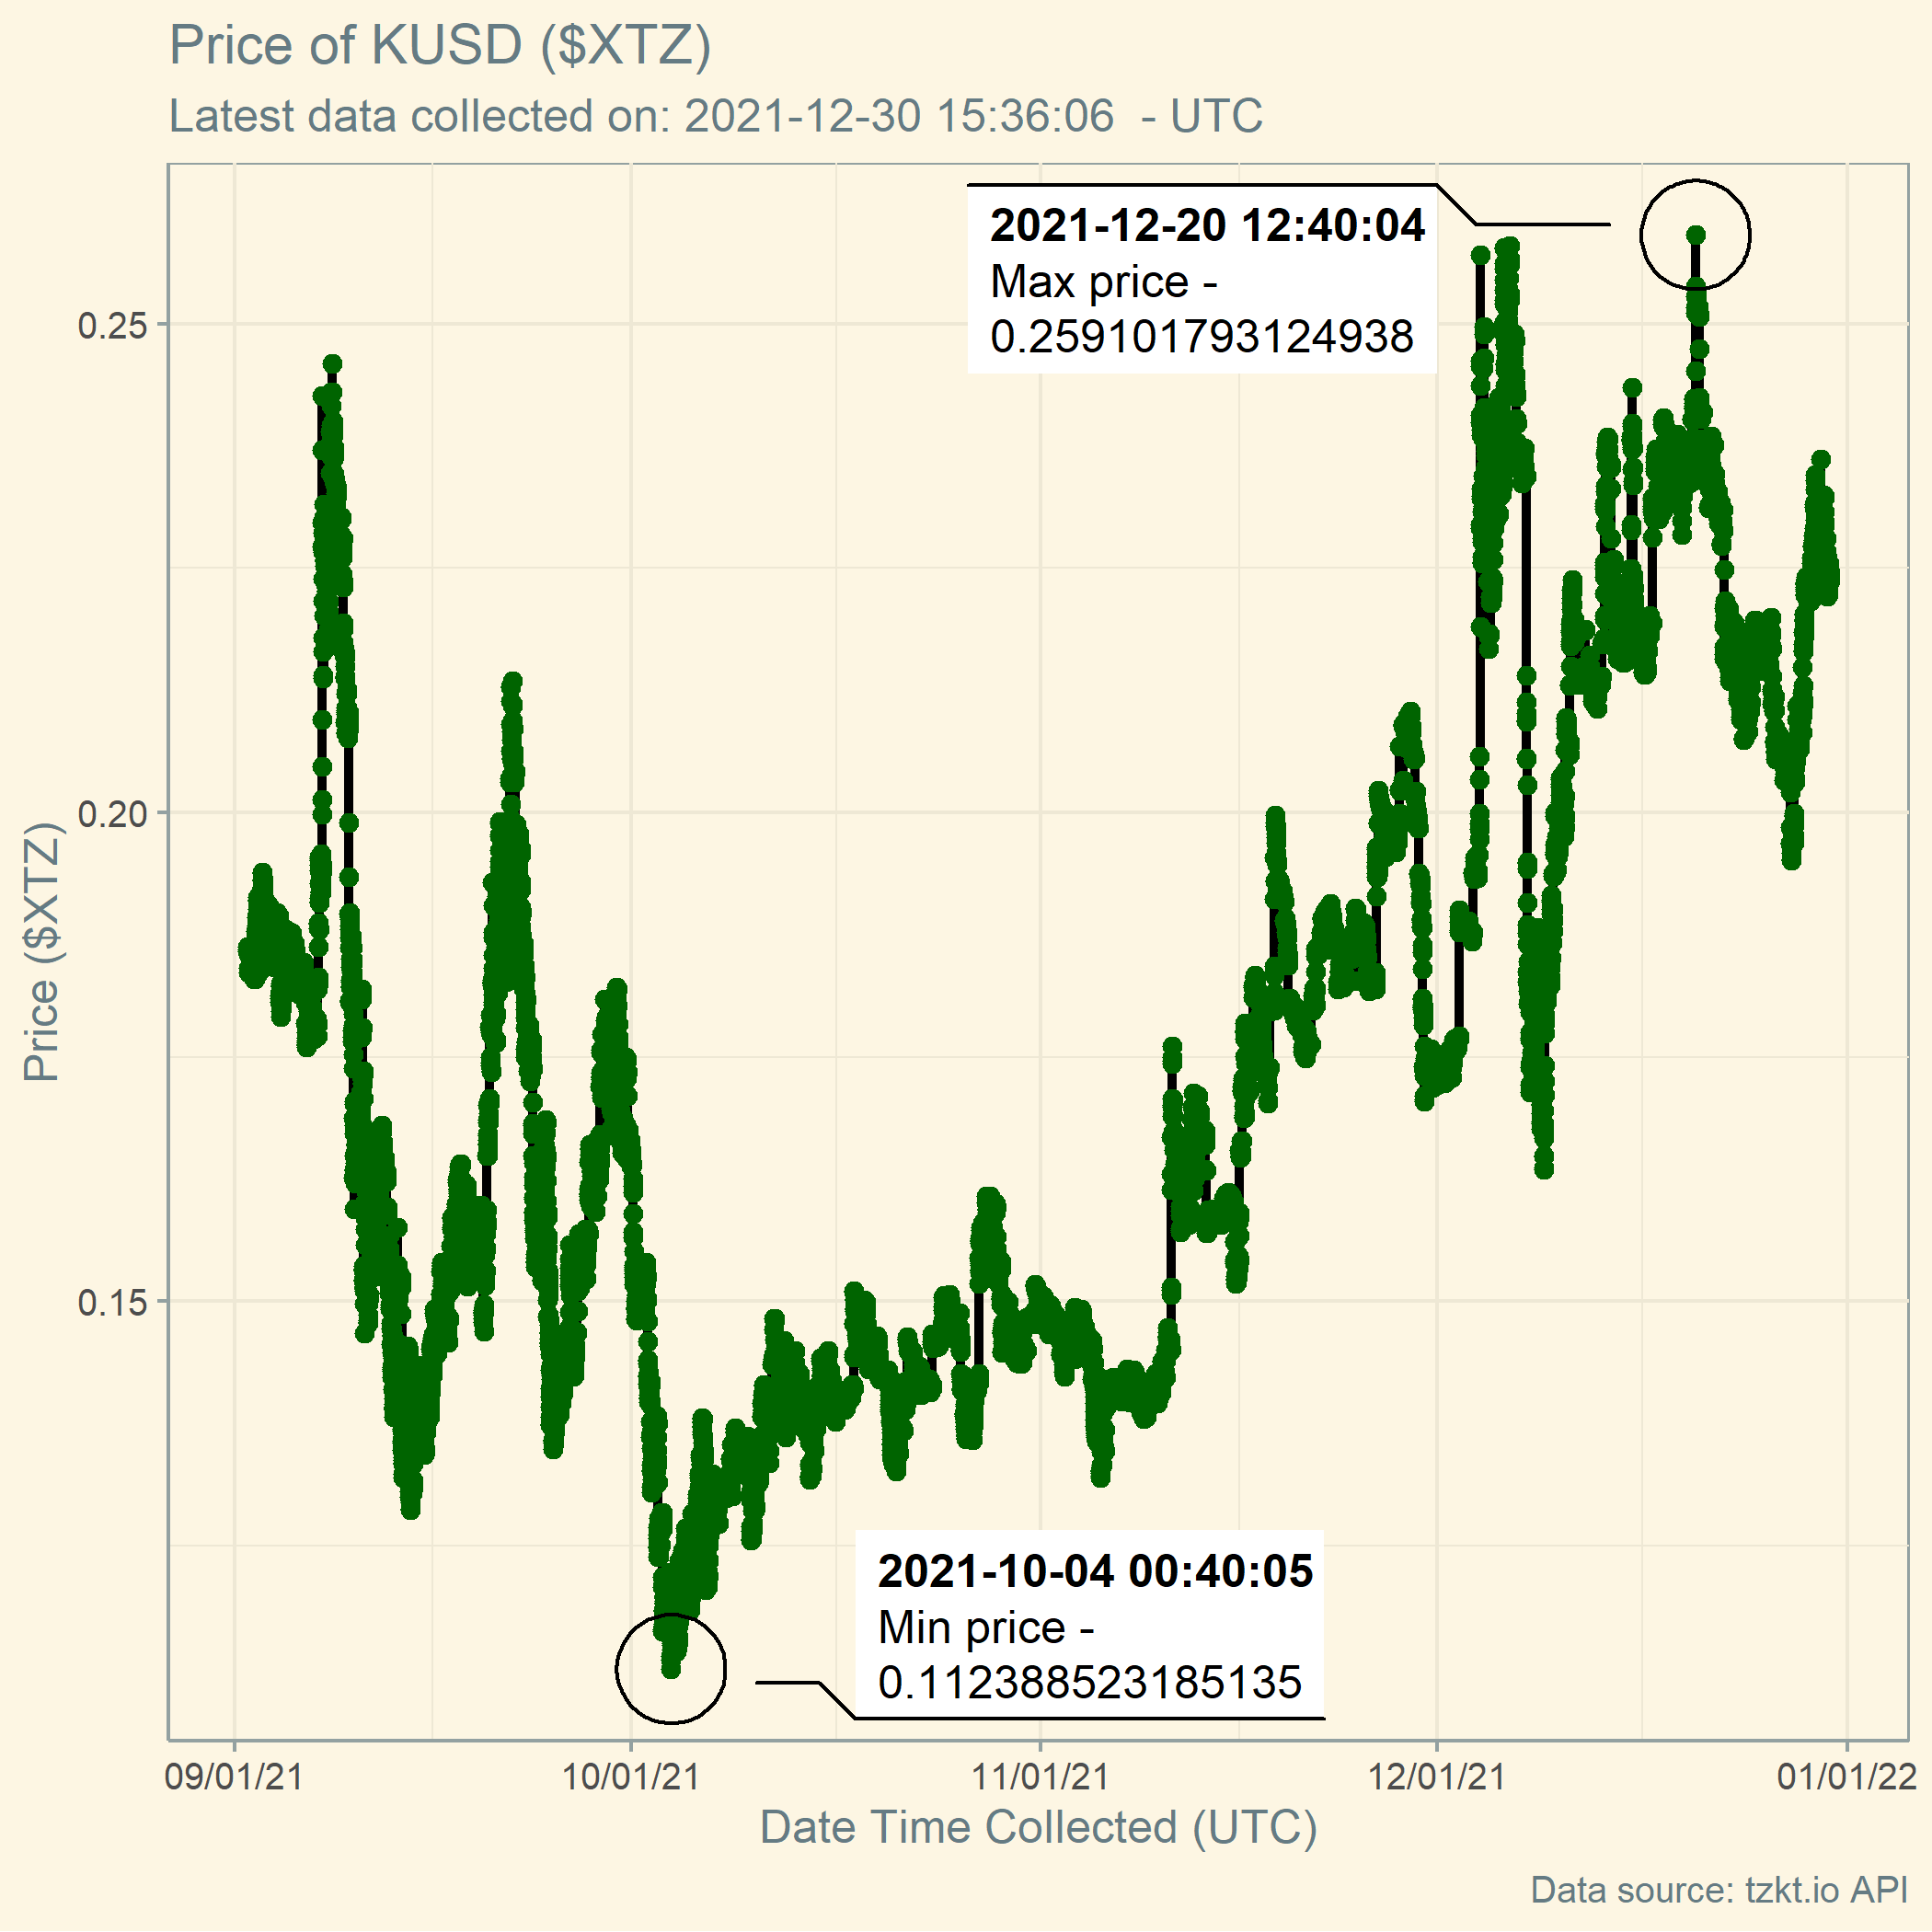 Price of KUSD ($XTZ)
Latest data collected on: 2021-12-30 15:36:06  - UTC
2021-12-20 12:40:04
Max price -
0.259101793124938
0.25
0.20
0.15
Price ($XTZ)
2021-10-04 00:40:05
Min price -
0.112388523185135
09/01/21
10/01/21
11/01/21
12/01/21
01/01/22
Date Time Collected (UTC)
Data source: tzkt.io API